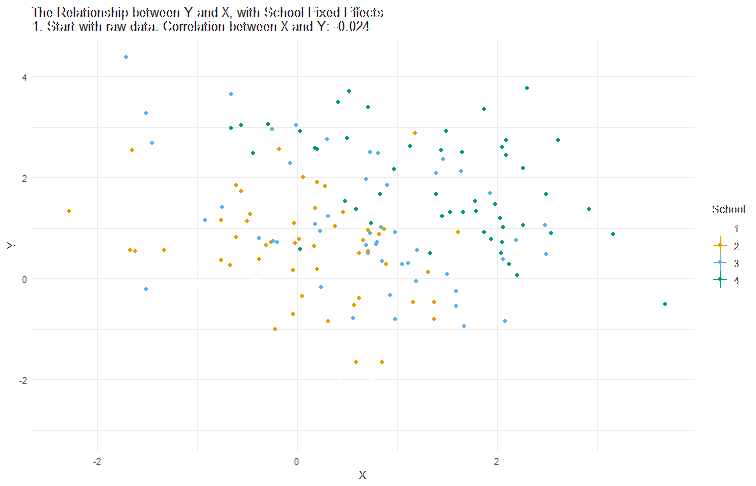 The Relationship between Y and X, with School Fixed Effects
1. Start with raw data. Correlation between X and Y: -0.024
4
2
0
-2
Y
-2
0
2
X
School
1
2
3
4